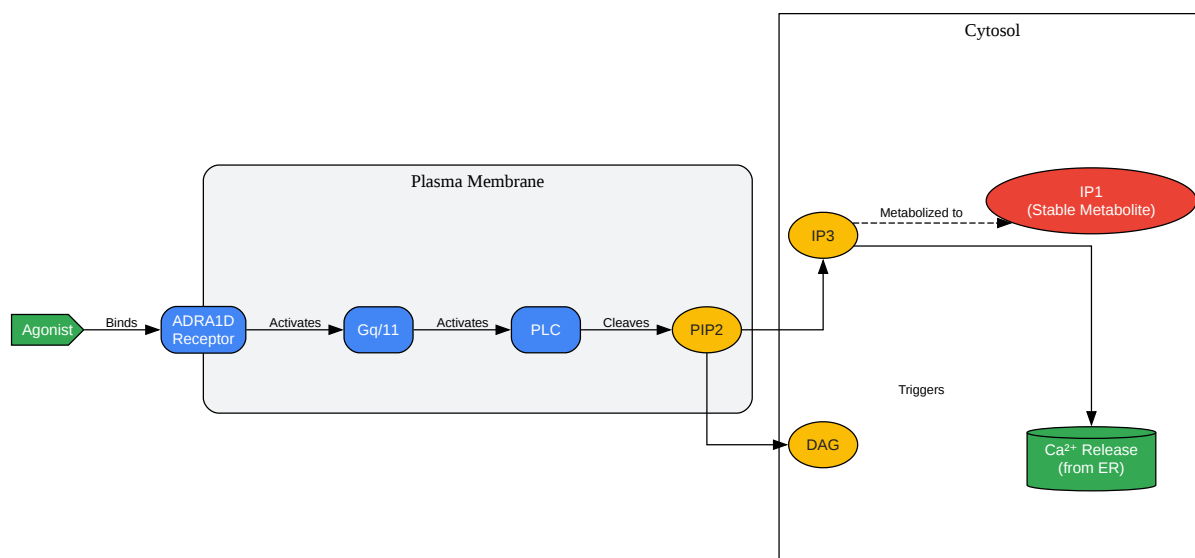 Cytosol
Plasma Membrane
IP1
(Stable Metabolite)
Metabolized to
IP3
Agonist
Binds
ADRA1D
Receptor
Activates
Gq/11
Activates
PLC
Cleaves
PIP2
Triggers
DAG
Ca²⁺ Release
(from ER)